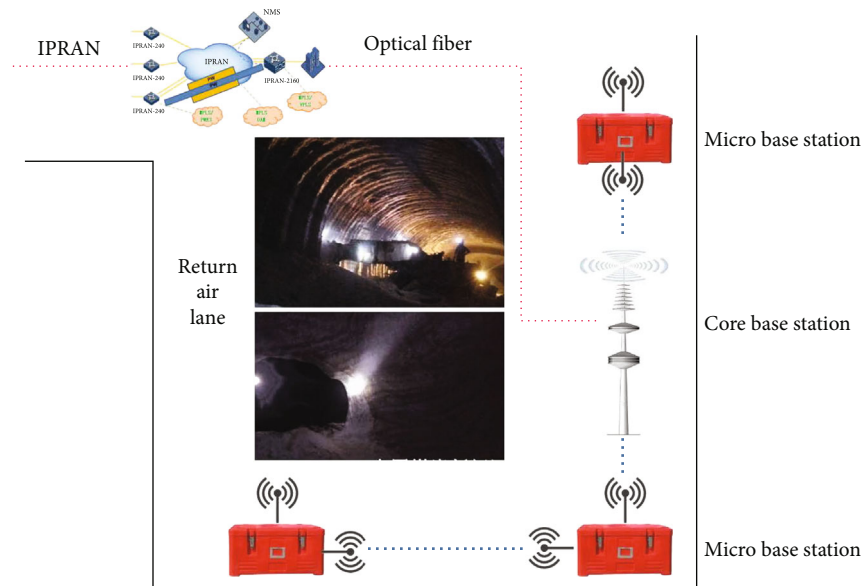 NMS
IPRAN
Optical fiber
IPRAN-240
IPRAN
IPRAN-240
IPRAN-2160
IPRAN-240
Micro base station
Return
air
lane
Core base station
Micro base station